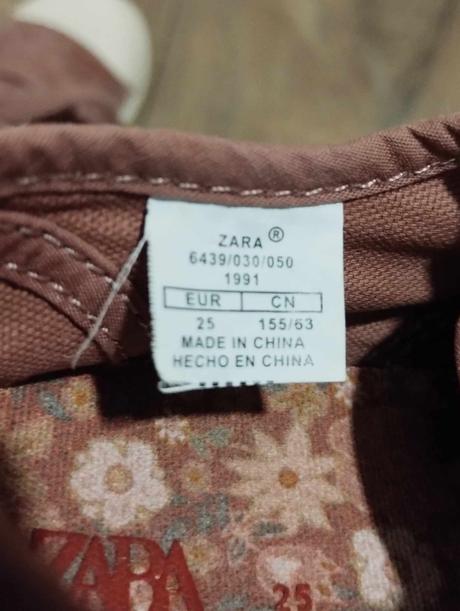 ZARA®
6439/030/050
1991
EUR CN
25 155/63
MADE IN CHINA
HECHO EN CHINA
ZARA
25